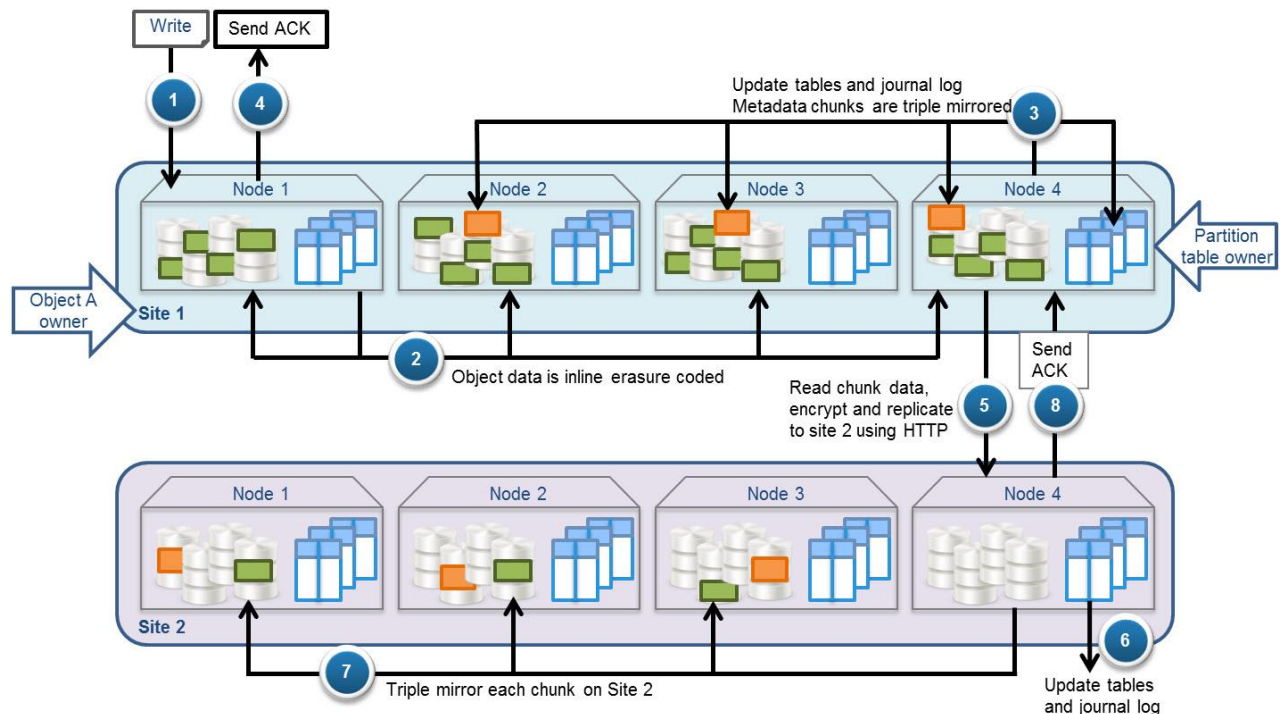 Write
Send ACK
1
4
Update tables and journal log
Metadata chunks are triple mirrored
3
Node 1
Node 2
Node 3
Node 4
Partition
table owner
Object A
owner
Site 1
2
Object data is inline erasure coded
Send
ACK
Read chunk data,
encrypt and replicate
to site 2 using HTTP
5
8
Node 1
Node 2
Node 3
Node 4
Site 2
6
7
Triple mirror each chunk on Site 2
Update tables
and journal log